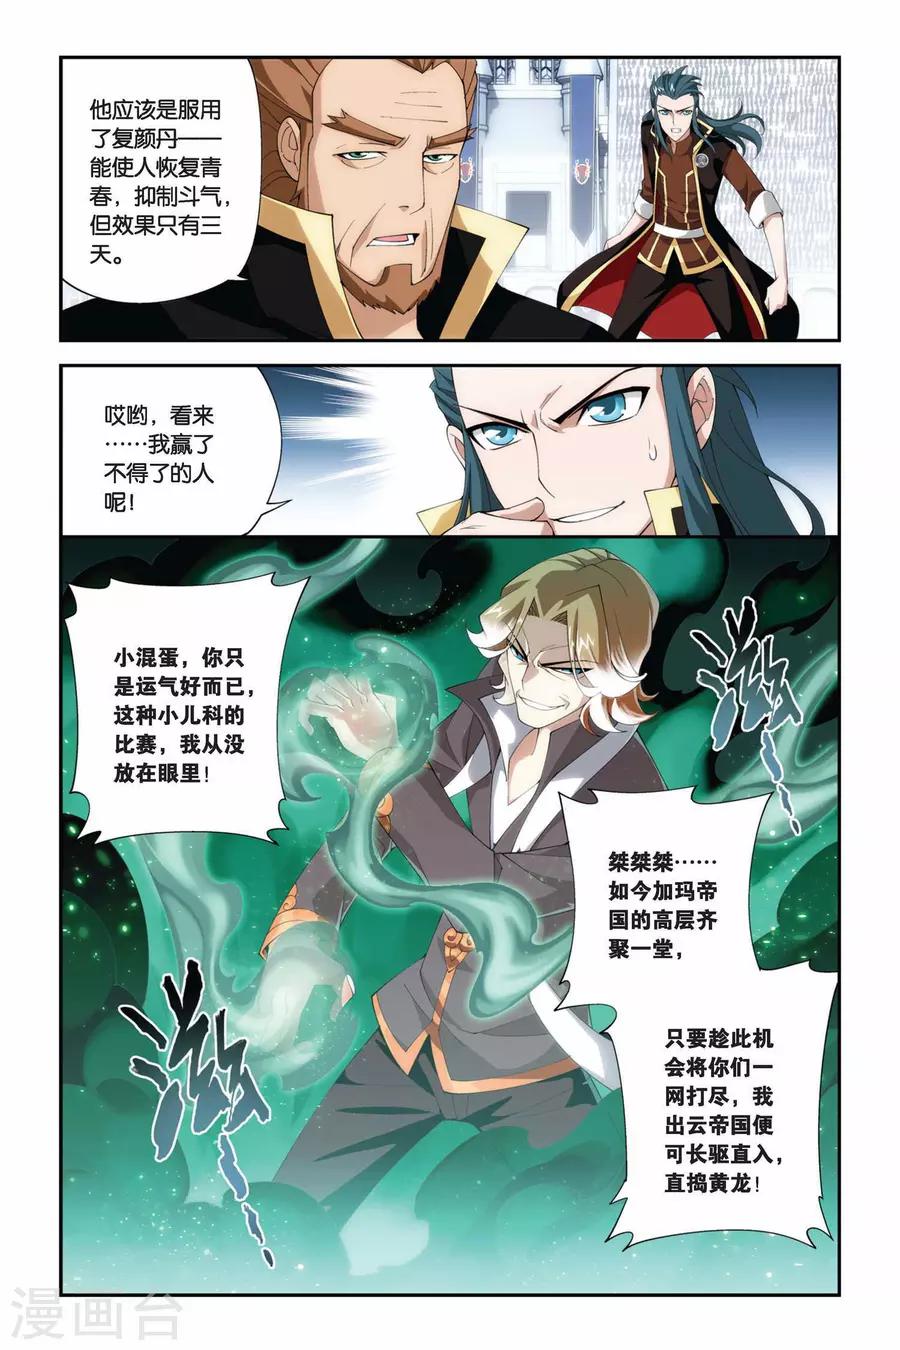 他应该是服用
了复颜丹——
能使人恢复青
春，抑制斗气，
但效果只有三
天。
哎哟，看来
……我赢了
不得了的人
呢！
小混蛋，你只
是运气好而已，
这种小儿科的
比赛，我从没
放在眼里！
滋
桀桀桀……
如今加玛帝
国的高层齐
聚一堂，
滋
只要趁此机
会将你们一
网打尽，我
出云帝国便
可长驱直入，
直捣黄龙！
漫画台